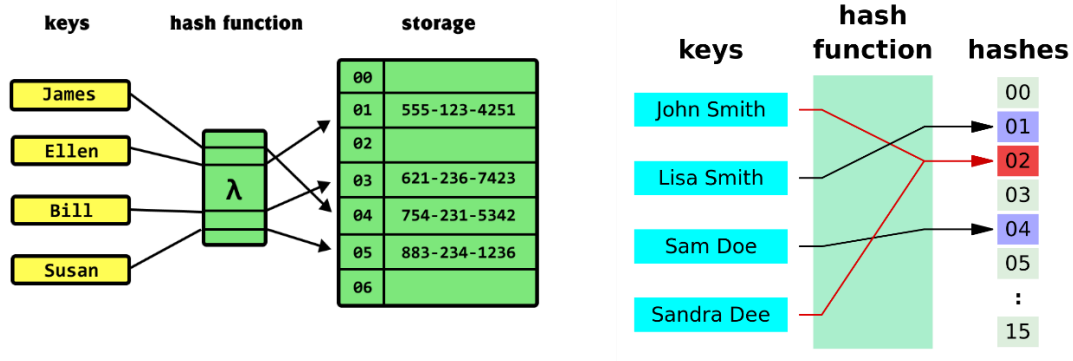 keys
hash function
storage
James
Ellen
Bill
Susan
λ
00
01 555-123-4251
02
03 621-236-7423
04 754-231-5342
05 883-234-1236
06
keys
hash
function
hashes
John Smith
Lisa Smith
Sam Doe
Sandra Dee
00
01
02
03
04
05
:
15